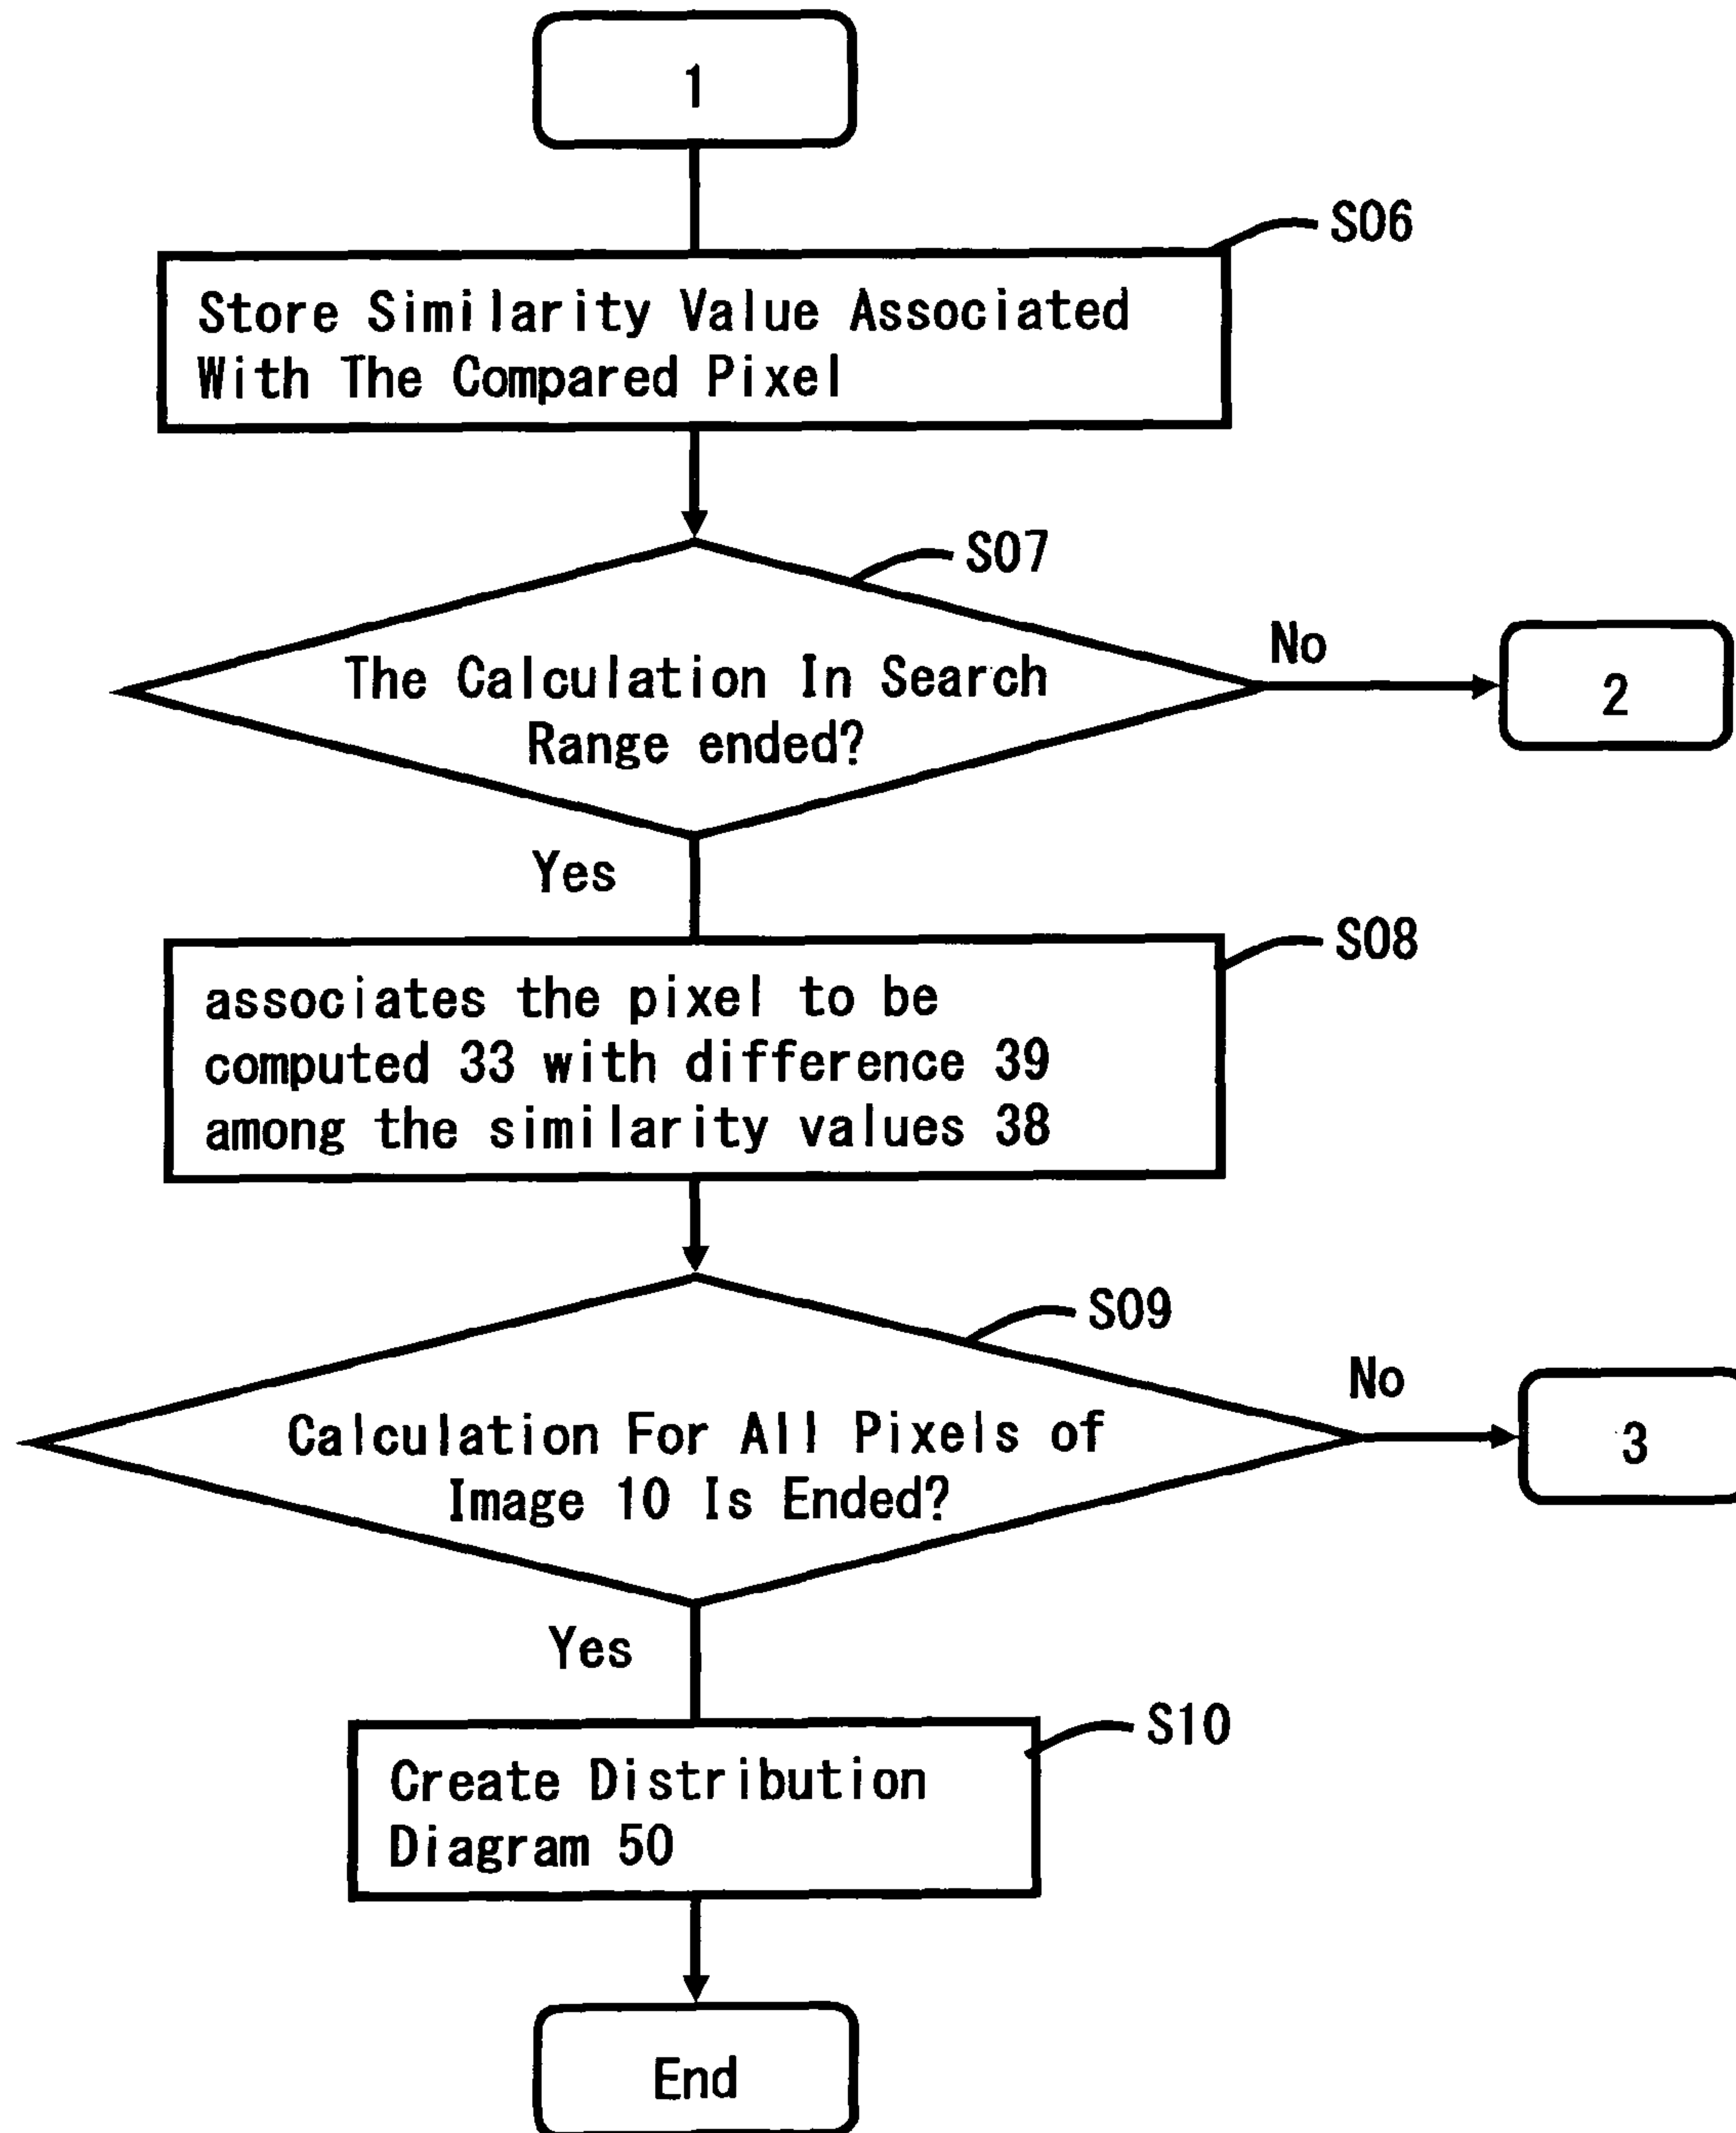 1
S06
Store Similarity Value Associated
With The Compared Pixel
S07
The Calculation In Search
Range ended?
No
2
Yes
S08
associates the pixel to be
computed 33 with difference 39
among the similarity values 38
S09
Calculation For All Pixels of
Image 10 Is Ended?
No
3
Yes
S10
Create Distribution
Diagram 50
End